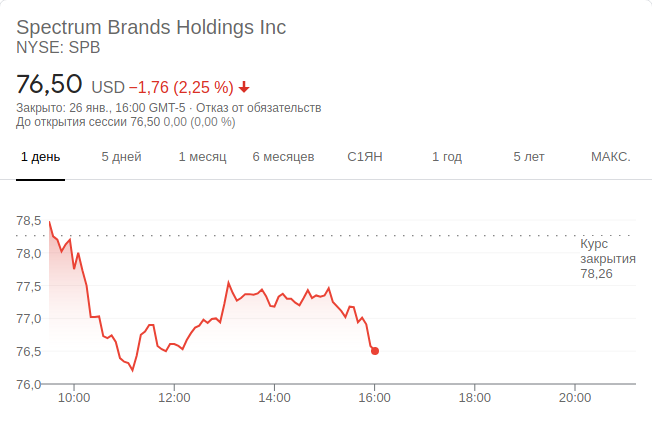 Spectrum Brands Holdings Inc
NYSE: SPB
76,50 USD −1,76 (2,25 %)
Закрыто: 26 янв., 16:00 GMT-5 · Отказ от обязательств
До открытия сессии 76,50 0,00 (0,00 %)
1 день 5 дней 1 месяц 6 месяцев С1ЯН 1 год 5 лет МАКС.
78,5
78,0
77,5
77,0
76,5
76,0
Курс
закрытия
78,26
10:00 12:00 14:00 16:00 18:00 20:00